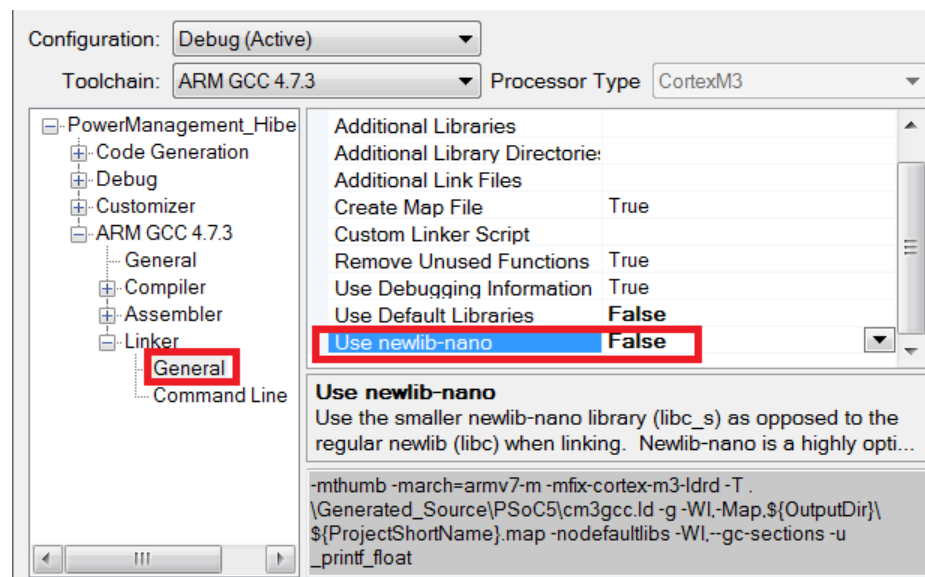 Configuration: Debug (Active)
Toolchain: ARM GCC 4.7.3 Processor Type CortexM3
PowerManagement_Hibe
Code Generation
Debug
Customizer
ARM GCC 4.7.3
General
Compiler
Assembler
Linker
General
Command Line
Additional Libraries
Additional Library Directories
Additional Link Files
Create Map File True
Custom Linker Script
Remove Unused Functions True
Use Debugging Information True
Use Default Libraries False
Use newlib-nano False
Use newlib-nano
Use the smaller newlib-nano library (libc_s) as opposed to the
regular newlib (libc) when linking. Newlib-nano is a highly opti...
-mthumb -march=armv7-m -mfix-cortex-m3-ldrd -T .
\Generated_Source\PSoC5\cm3gcc.ld -g -Wl,-Map,${OutputDir}\
${ProjectShortName}.map -nodefaultlibs -Wl,--gc-sections -u
_printf_float